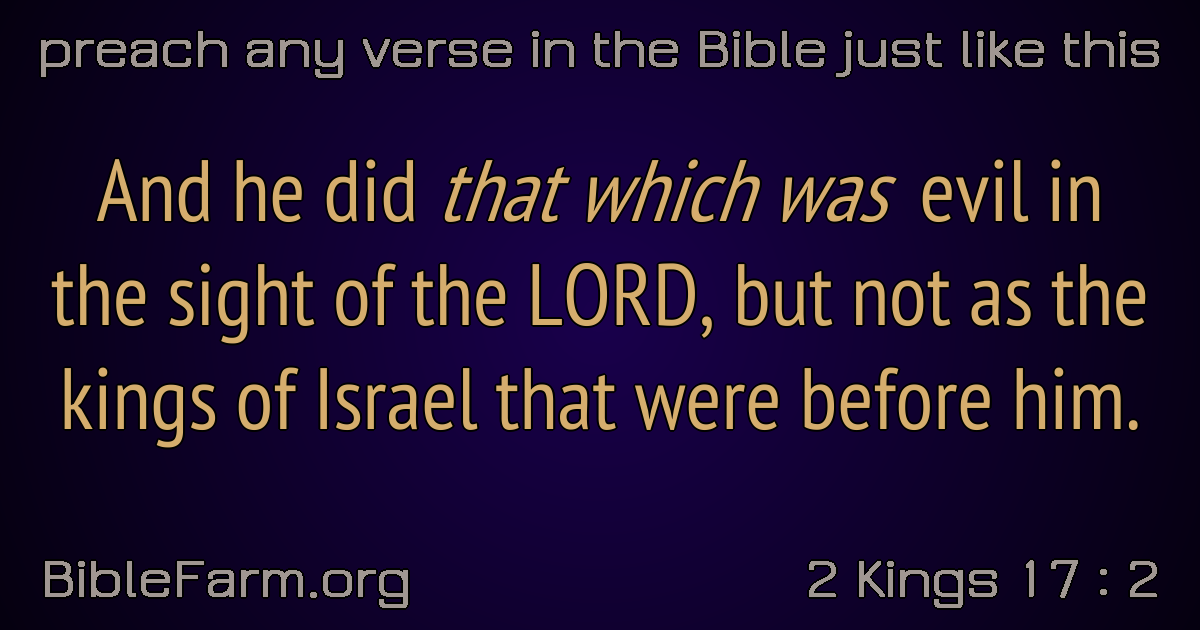 preach any verse in the Bible just like this
And he did that which was evil in
the sight of the LORD, but not as the
kings of Israel that were before him.
BibleFarm.org
2 Kings 17 : 2